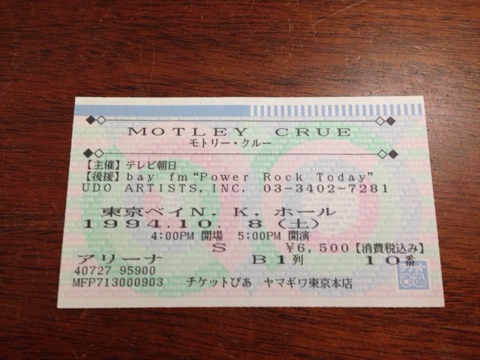 MOTLEY CRUE
モトリー・クルー
【主催】テレビ朝日
【後援】bay fm"Power Rock Today"
UDO ARTISTS, INC. 03-3402-7281
東京ベイN.K.ホール
1994.10. 8(土)
4:00PM 開場 5:00PM 開演
S ¥6,500【消費税込み】
アリーナ B1列 10番
40727 95900
MFP713000903 チケットぴあ ヤマギワ東京本店